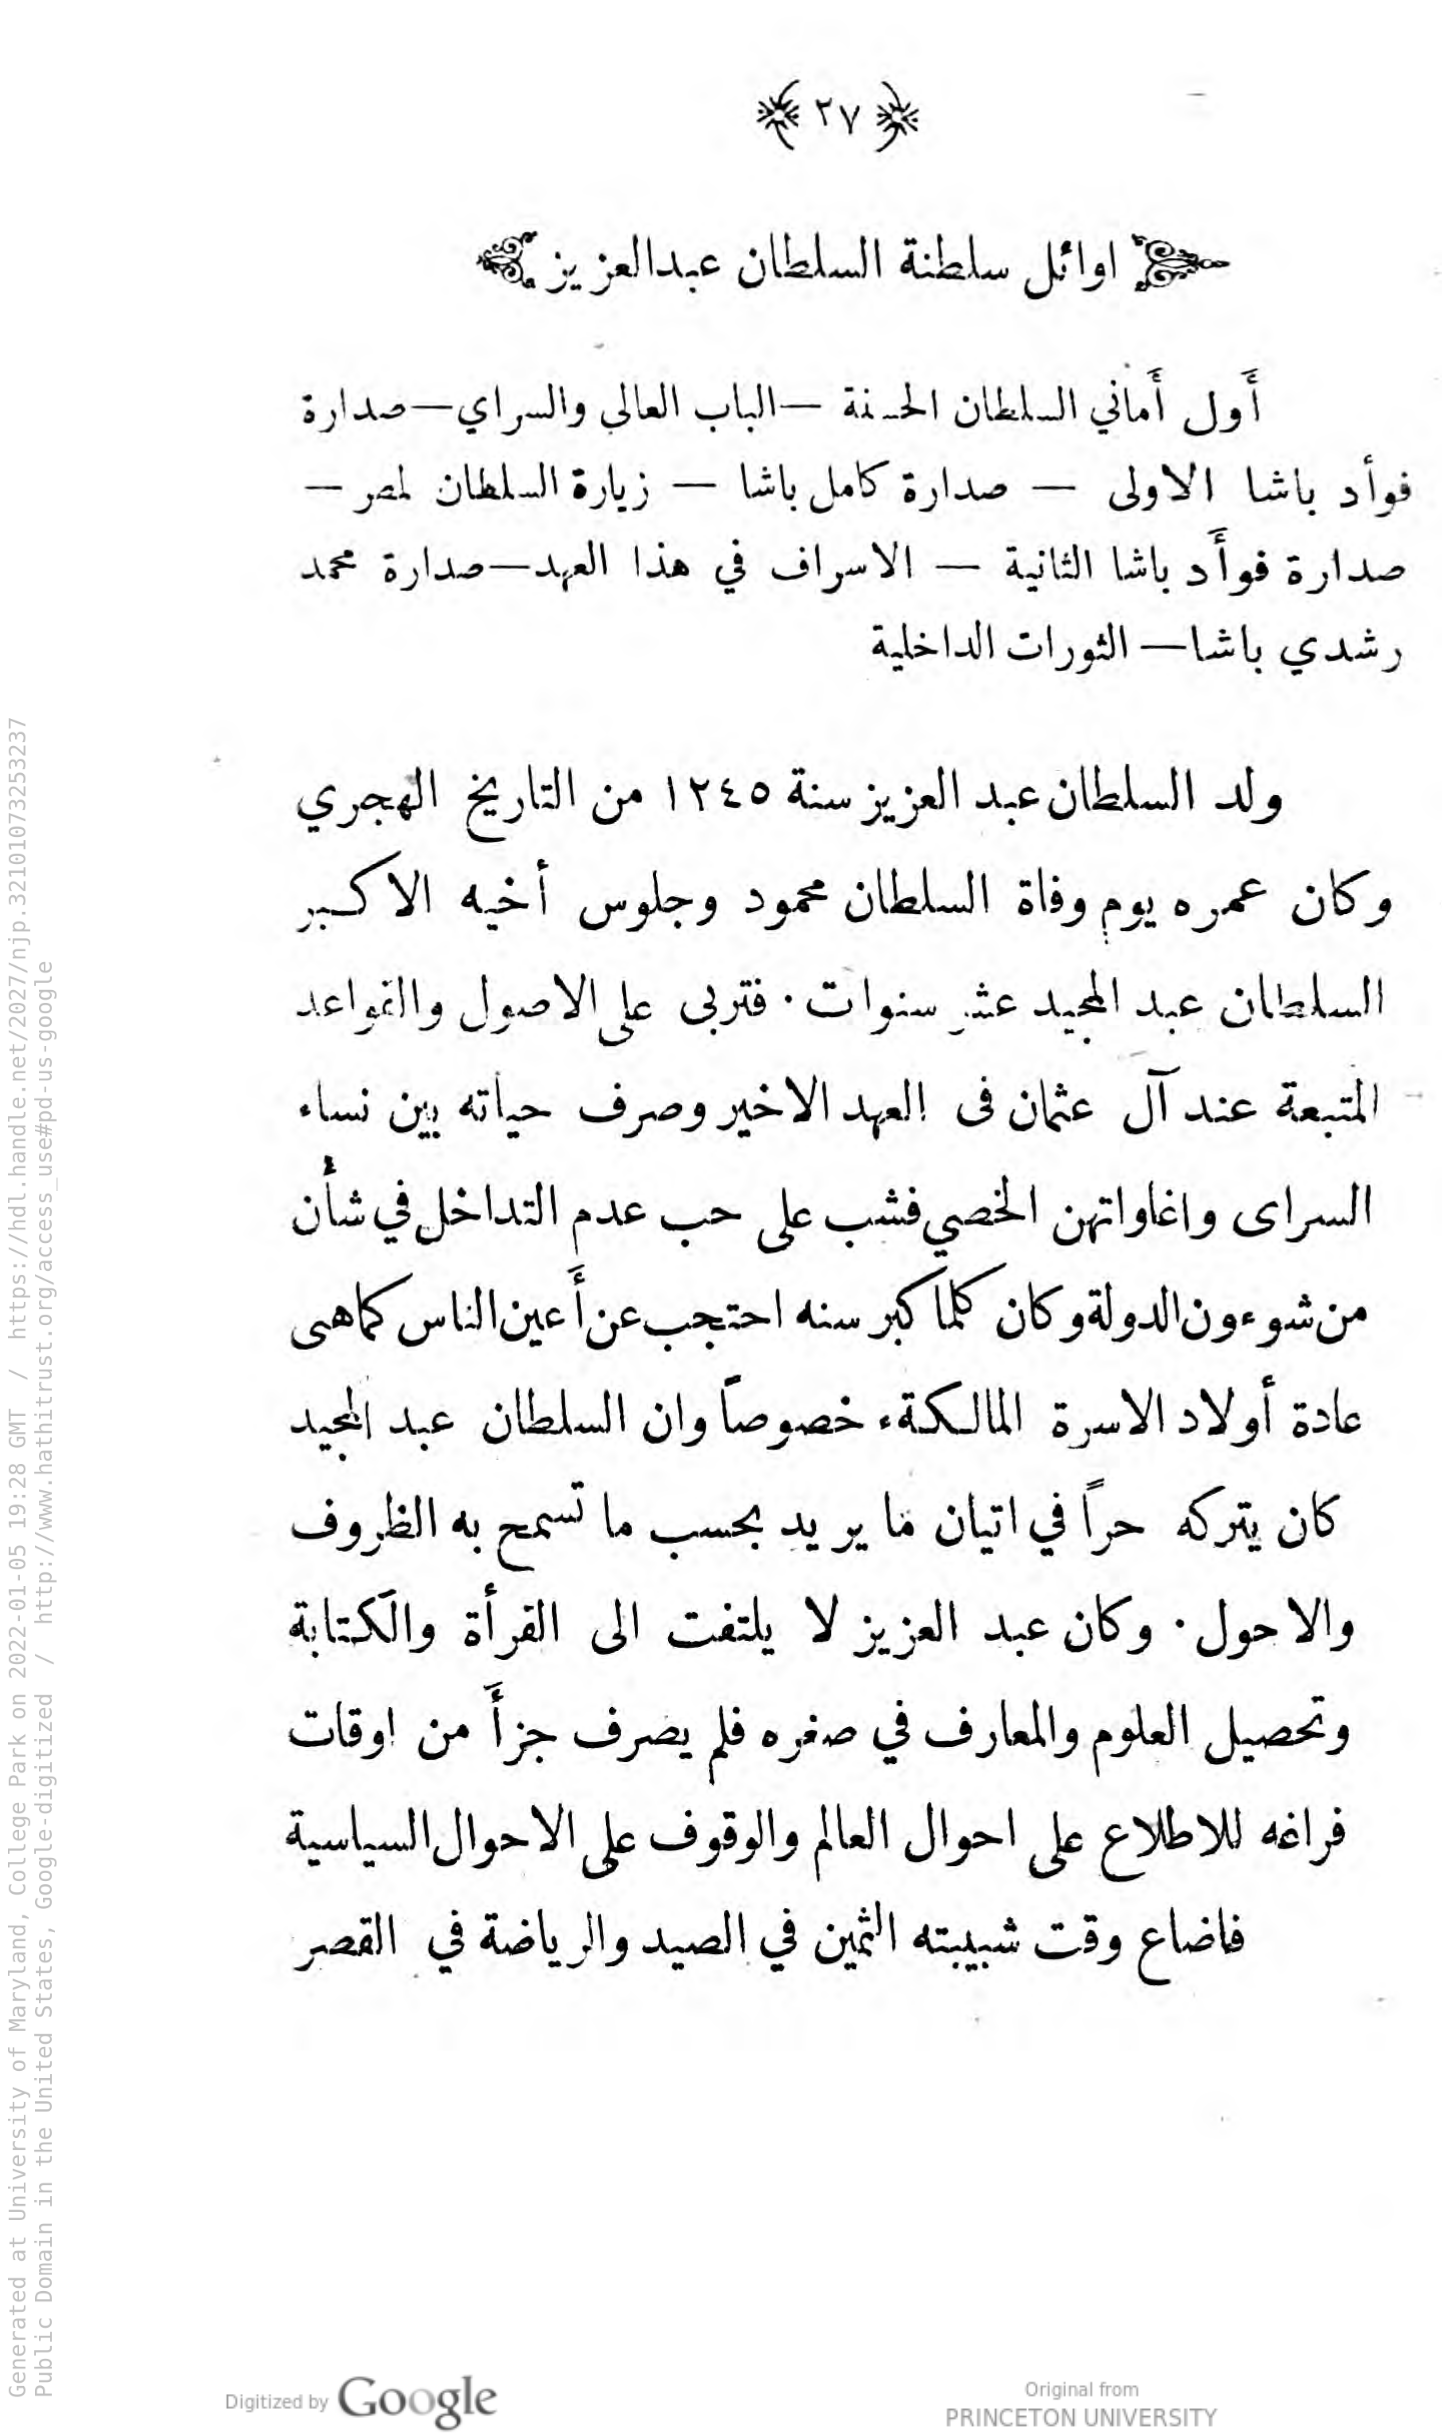 ﴿ ٢٧ ﴾
اوائل سلطنة السلطان عبدالعزيز
أَول أَماني السلطان الحسنة —الباب العالي والسراي—صدارة
فوأد باشا الاولى — صدارة كامل باشا — زيارة السلطان لمصر —
صدارة فوأَد باشا الثانية — الاسراف في هذا العهد—صدارة محمد
رشدي باشا— الثورات الداخلية
ولد السلطان عبد العزيز سنة ١٢٤٥ من التاريخ الهجري
وكان عمره يوم وفاة السلطان محمود وجلوس أخيه الاكبر
السلطان عبد المجيد عشر سنوات · فتربى على الاصول والقواعد
المتبعة عند آل عثمان فى العهد الاخير وصرف حياته بين نساء
السراى واغاواتهن الخصي فشب على حب عدم التداخل في شأن
من شوءون الدولة وكان كلما كبر سنه احتجب عن أَعين الناس كماهى
عادة أولاد الاسرة المالكة، خصوصاً وان السلطان عبد المجيد
كان يتركه حراً في اتيان ما يريد بحسب ما تسمح به الظروف
والاحول · وكان عبد العزيز لا يلتفت الى القرأة والكتابة
وتحصيل العلوم والمعارف في صغره فلم يصرف جزأَ من اوقات
فراغه للاطلاع على احوال العالم والوقوف على الاحوال السياسية
فاضاع وقت شبيبته الثمين في الصيد والرياضة في القصر
Generated at University of Maryland, College Park on 2022-01-05 19:28 GMT / https://hdl.handle.net/2027/njp.32101073253237
Public Domain in the United States, Google-digitized / http://www.hathitrust.org/access_use#pd-us-google
Digitized by Google
Original from
PRINCETON UNIVERSITY